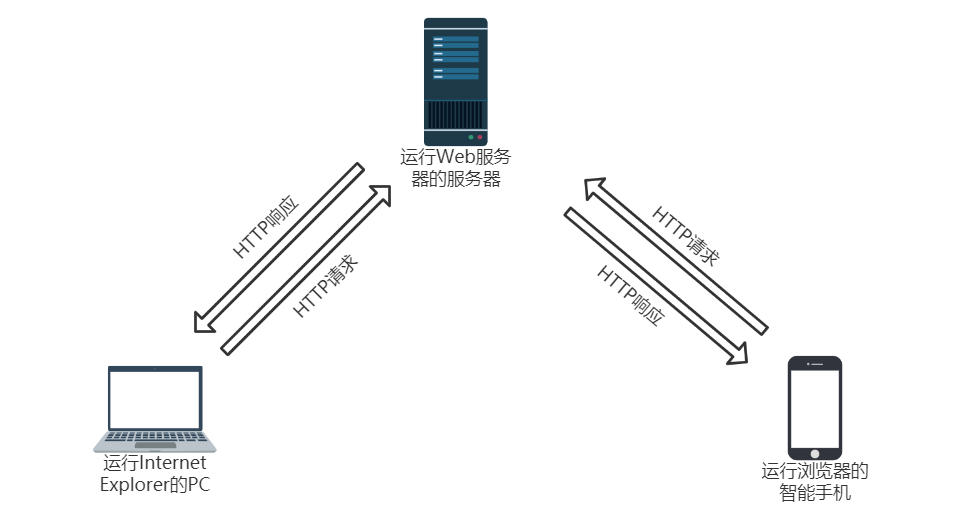 运行Web服务
器的服务器
HTTP响应
HTTP请求
HTTP请求
HTTP响应
运行Internet
Explorer的PC
运行浏览器的
智能手机